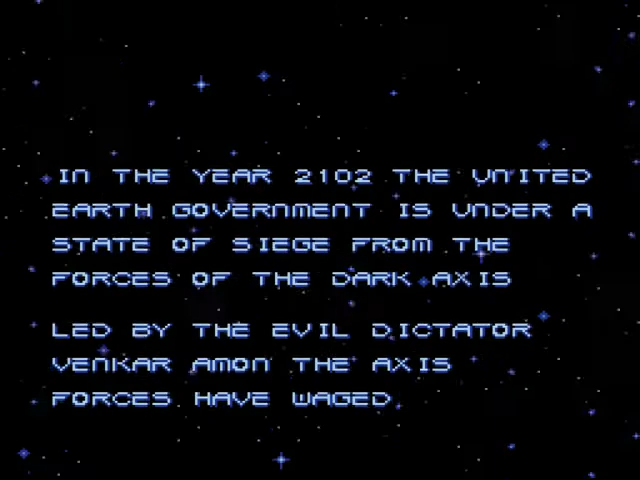 IN THE YEAR 2102 THE UNITED
EARTH GOVERNMENT IS UNDER A
STATE OF SIEGE FROM THE
FORCES OF THE DARK AXIS
LED BY THE EVIL DICTATOR
VENKAR AMON THE AXIS
FORCES HAVE WAGED